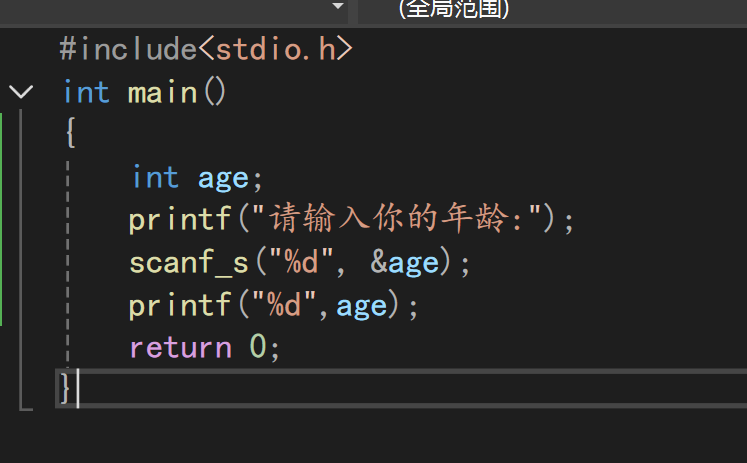 (全局范围)
#include<stdio.h>
int main()
{
int age;
printf("请输入你的年龄:");
scanf_s("%d", &age);
printf("%d",age);
return 0;
}